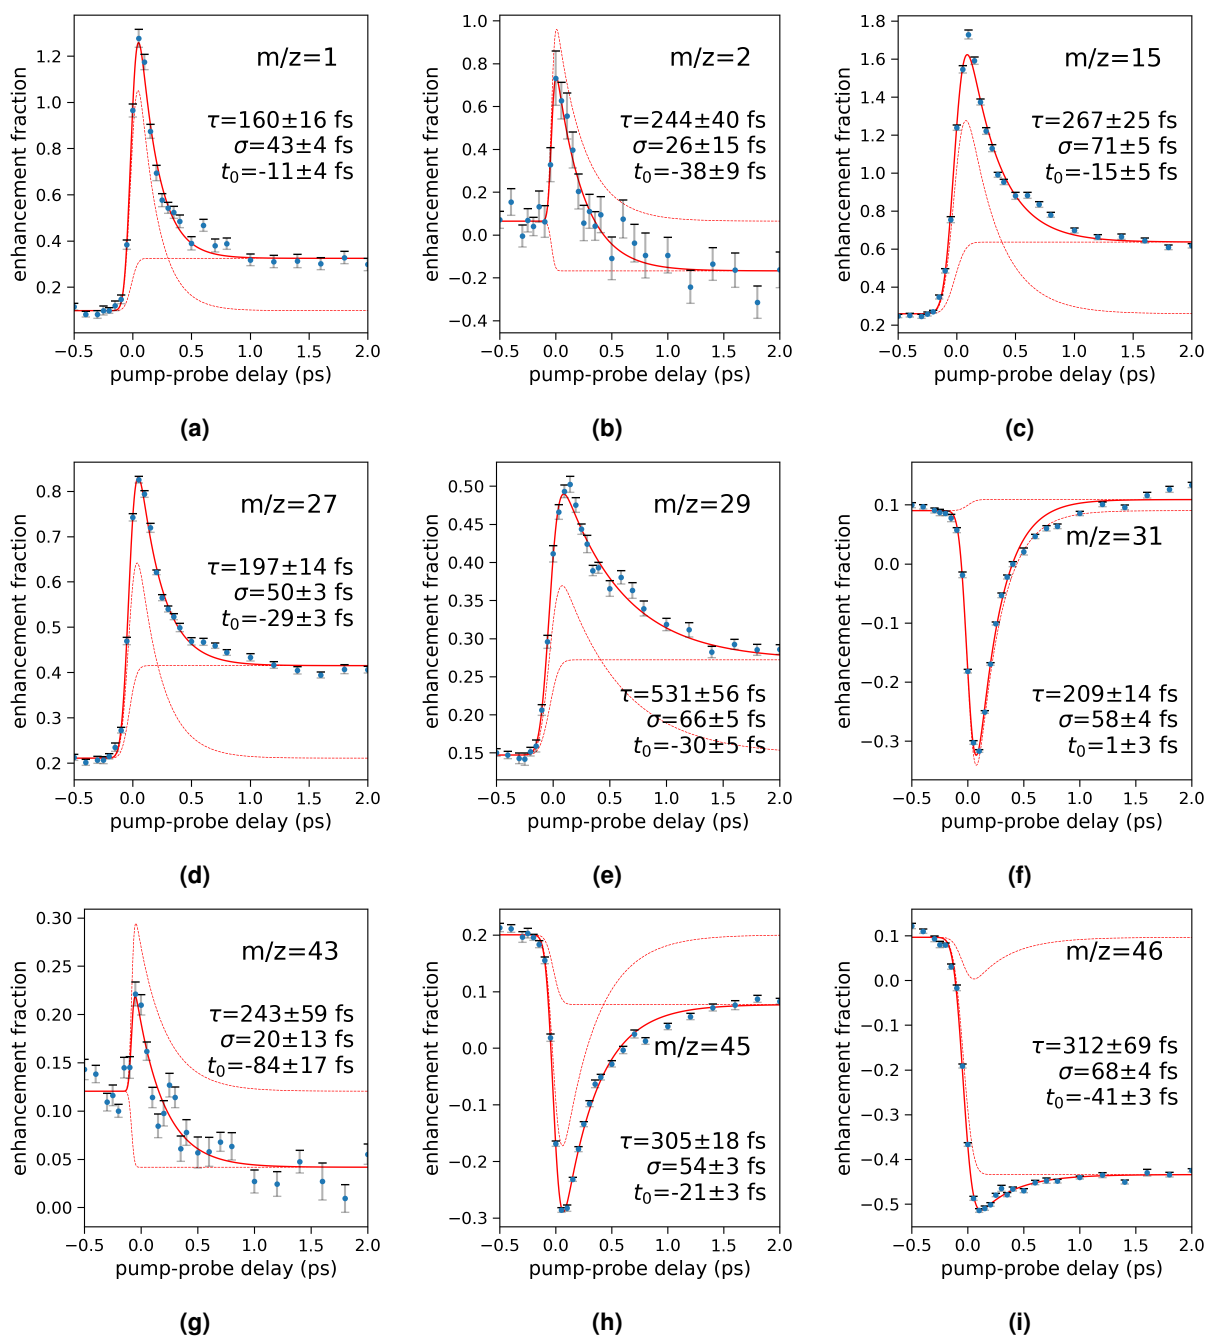 m/z=1
τ=160±16 fs
σ=43±4 fs
t0=-11±4 fs
enhancement fraction
1.2
1.0
0.8
0.6
0.4
0.2
−0.5 0.0 0.5 1.0 1.5 2.0
pump-probe delay (ps)
(a)
m/z=2
τ=244±40 fs
σ=26±15 fs
t0=-38±9 fs
enhancement fraction
1.0
0.8
0.6
0.4
0.2
0.0
−0.2
−0.4
−0.5 0.0 0.5 1.0 1.5 2.0
pump-probe delay (ps)
(b)
m/z=15
τ=267±25 fs
σ=71±5 fs
t0=-15±5 fs
enhancement fraction
1.8
1.6
1.4
1.2
1.0
0.8
0.6
0.4
0.2
−0.5 0.0 0.5 1.0 1.5 2.0
pump-probe delay (ps)
(c)
m/z=27
τ=197±14 fs
σ=50±3 fs
t0=-29±3 fs
enhancement fraction
0.8
0.7
0.6
0.5
0.4
0.3
0.2
−0.5 0.0 0.5 1.0 1.5 2.0
pump-probe delay (ps)
(d)
m/z=29
τ=531±56 fs
σ=66±5 fs
t0=-30±5 fs
enhancement fraction
0.50
0.45
0.40
0.35
0.30
0.25
0.20
0.15
−0.5 0.0 0.5 1.0 1.5 2.0
pump-probe delay (ps)
(e)
m/z=31
τ=209±14 fs
σ=58±4 fs
t0=1±3 fs
enhancement fraction
0.1
0.0
−0.1
−0.2
−0.3
−0.5 0.0 0.5 1.0 1.5 2.0
pump-probe delay (ps)
(f)
m/z=43
τ=243±59 fs
σ=20±13 fs
t0=-84±17 fs
enhancement fraction
0.30
0.25
0.20
0.15
0.10
0.05
0.00
−0.5 0.0 0.5 1.0 1.5 2.0
pump-probe delay (ps)
(g)
m/z=45
τ=305±18 fs
σ=54±3 fs
t0=-21±3 fs
enhancement fraction
0.2
0.1
0.0
−0.1
−0.2
−0.3
−0.5 0.0 0.5 1.0 1.5 2.0
pump-probe delay (ps)
(h)
m/z=46
τ=312±69 fs
σ=68±4 fs
t0=-41±3 fs
enhancement fraction
0.1
0.0
−0.1
−0.2
−0.3
−0.4
−0.5
−0.5 0.0 0.5 1.0 1.5 2.0
pump-probe delay (ps)
(i)